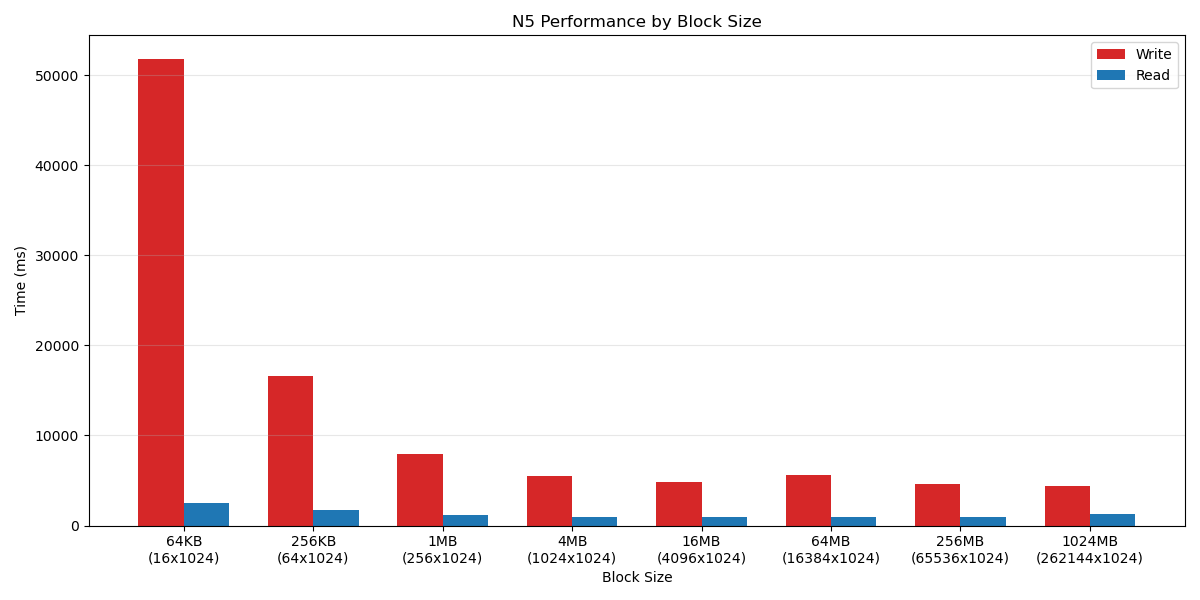 N5 Performance by Block Size
Write
Read
Time (ms)
50000
40000
30000
20000
10000
0
64KB
(16x1024)
256KB
(64x1024)
1MB
(256x1024)
4MB
(1024x1024)
16MB
(4096x1024)
64MB
(16384x1024)
256MB
(65536x1024)
1024MB
(262144x1024)
Block Size